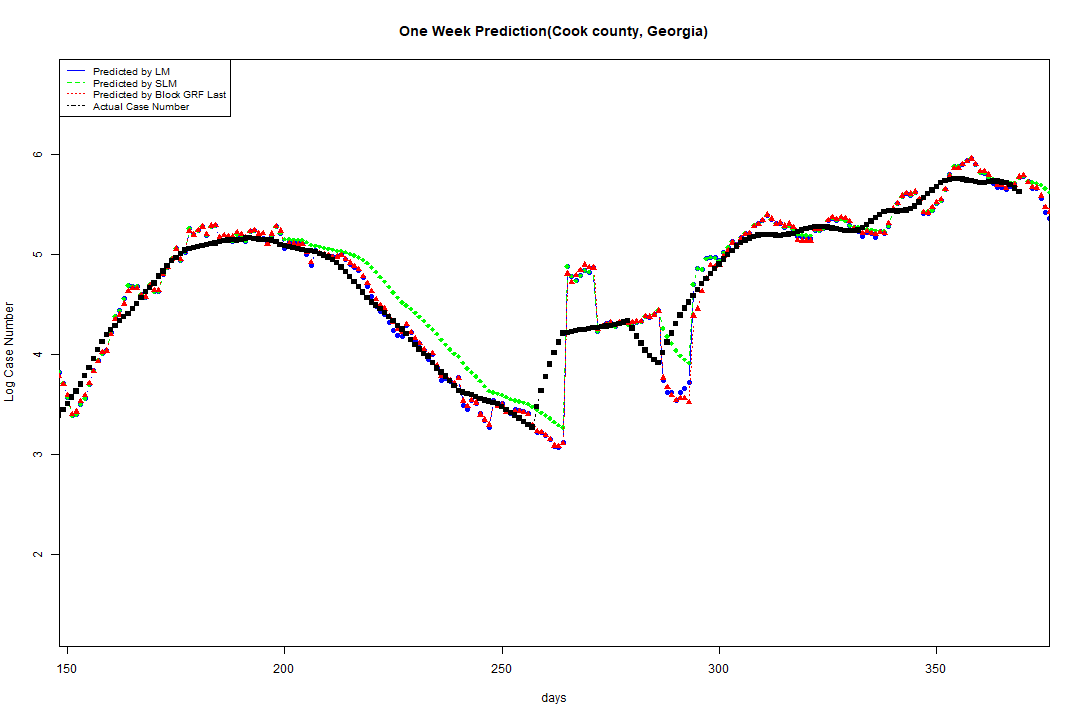 One Week Prediction(Cook county, Georgia)
Predicted by LM
Predicted by SLM
Predicted by Block GRF Last
Actual Case Number
6
5
4
3
2
Log Case Number
150 200 250 300 350
days